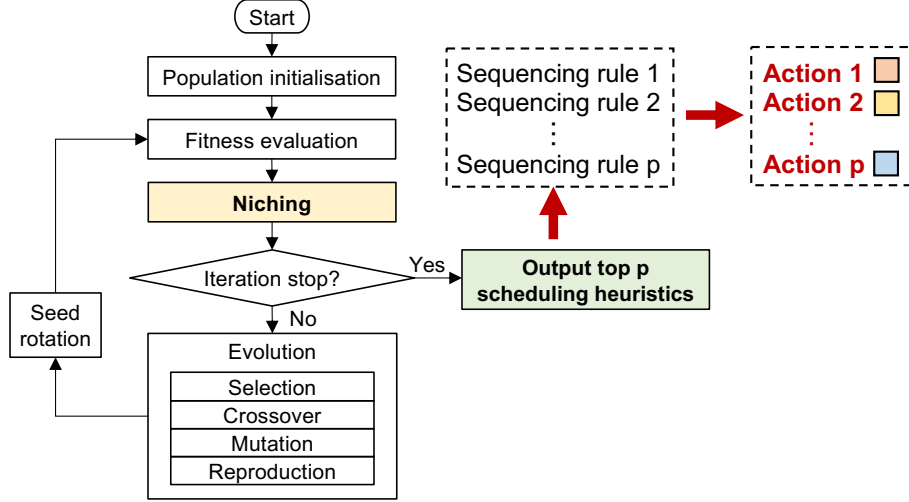 Start
Population initialisation
Fitness evaluation
Niching
Iteration stop?
Yes
No
Seed
rotation
Evolution
Selection
Crossover
Mutation
Reproduction
Output top p
scheduling heuristics
Sequencing rule 1
Sequencing rule 2
⋮
Sequencing rule p
Action 1
Action 2
⋮
Action p